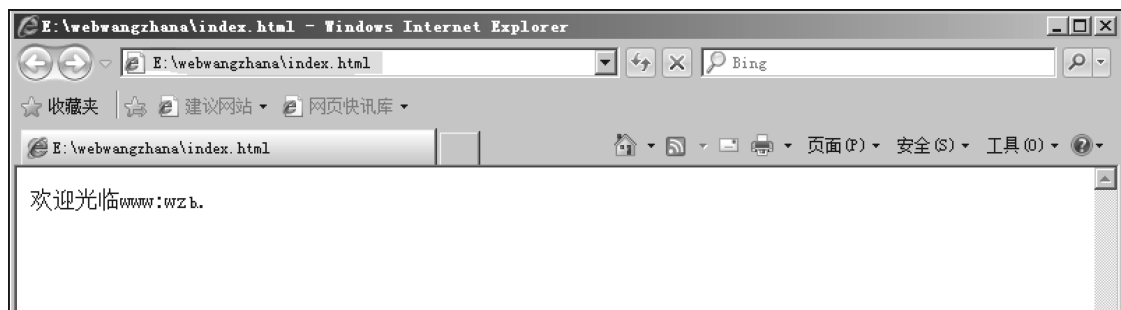 E:\webwangzhana\index.html - Windows Internet Explorer
E:\webwangzhana\index.html
Bing
收藏夹 建议网站 网页快讯库
E:\webwangzhana\index.html 页面(P) 安全(S) 工具(O)
欢迎光临www:wzb.